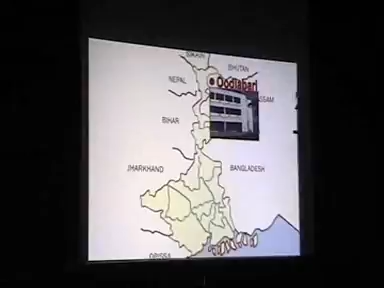 SIKKIM
BHUTAN
NEPAL
Oodlabari
ASSAM
BIHAR
JHARKHAND
BANGLADESH
ORISSA